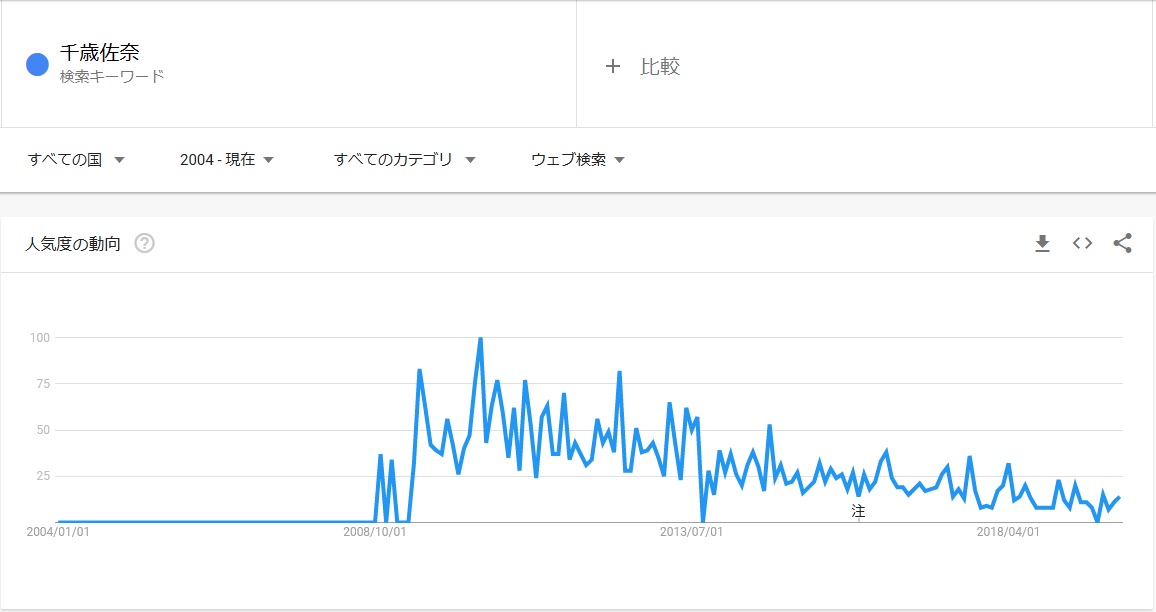 千歳佐奈
検索キーワード
+ 比較
すべての国
2004 - 現在
すべてのカテゴリ
ウェブ検索
人気度の動向 ?
100
75
50
25
注
2004/01/01 2008/10/01 2013/07/01 2018/04/01